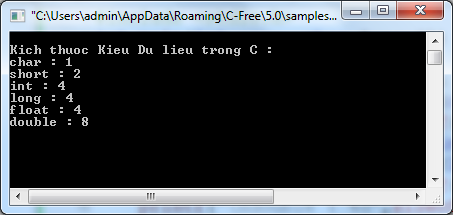 "C:\Users\admin\AppData\Roaming\C-Free\5.0\samples...
Kich thuoc Kieu Du lieu trong C :
char : 1
short : 2
int : 4
long : 4
float : 4
double : 8